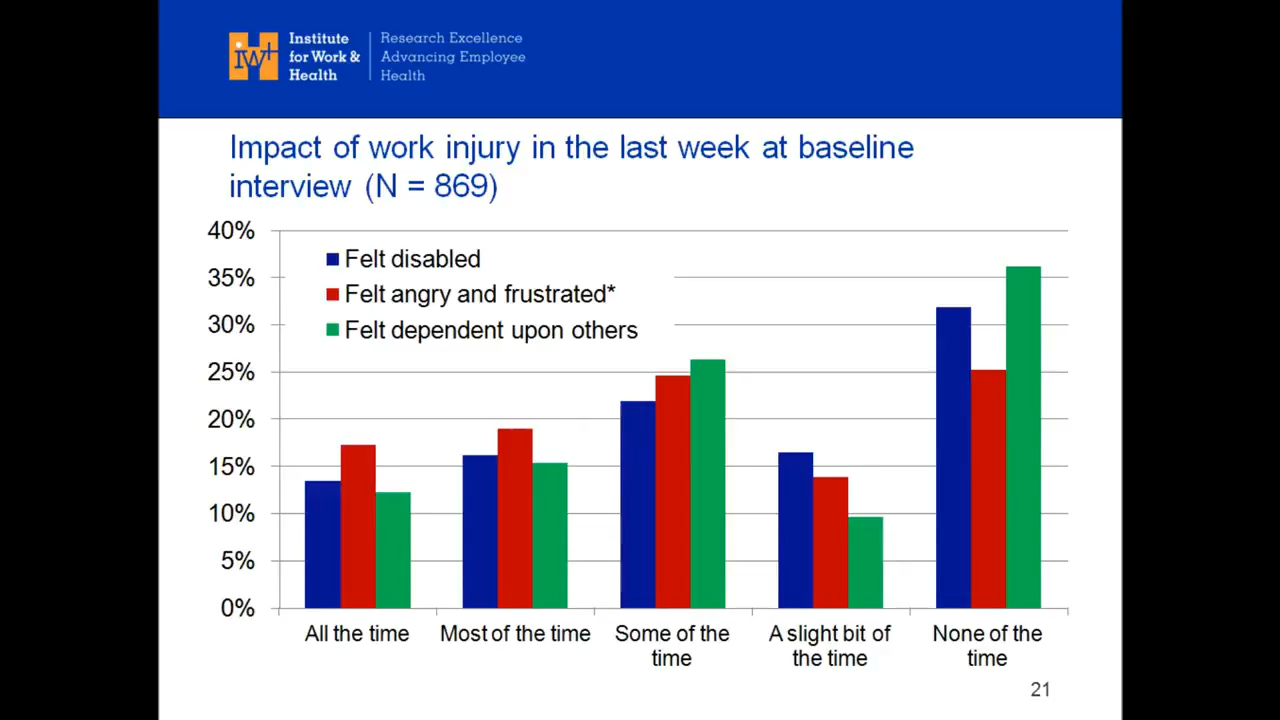 iw+
Institute
for Work &
Health
Research Excellence
Advancing Employee
Health
Impact of work injury in the last week at baseline
interview (N = 869)
40%
35%
30%
25%
20%
15%
10%
5%
0%
Felt disabled
Felt angry and frustrated*
Felt dependent upon others
All the time
Most of the time
Some of the
time
A slight bit of
the time
None of the
time
21